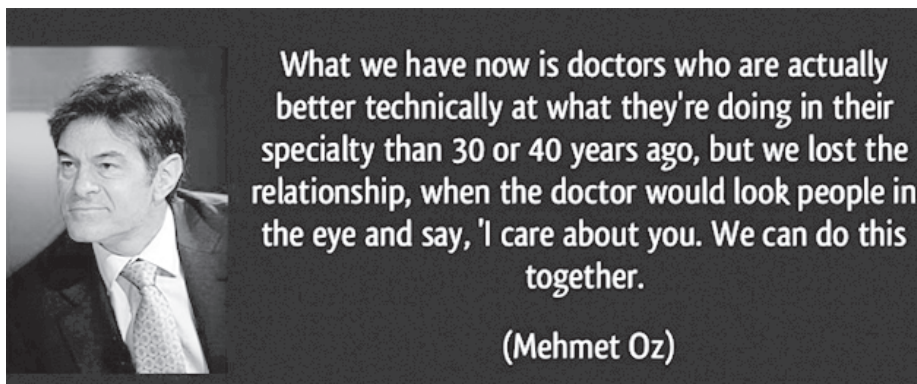 What we have now is doctors who are actually
better technically at what they're doing in their
specialty than 30 or 40 years ago, but we lost the
relationship, when the doctor would look people in
the eye and say, 'I care about you. We can do this
together.
(Mehmet Oz)